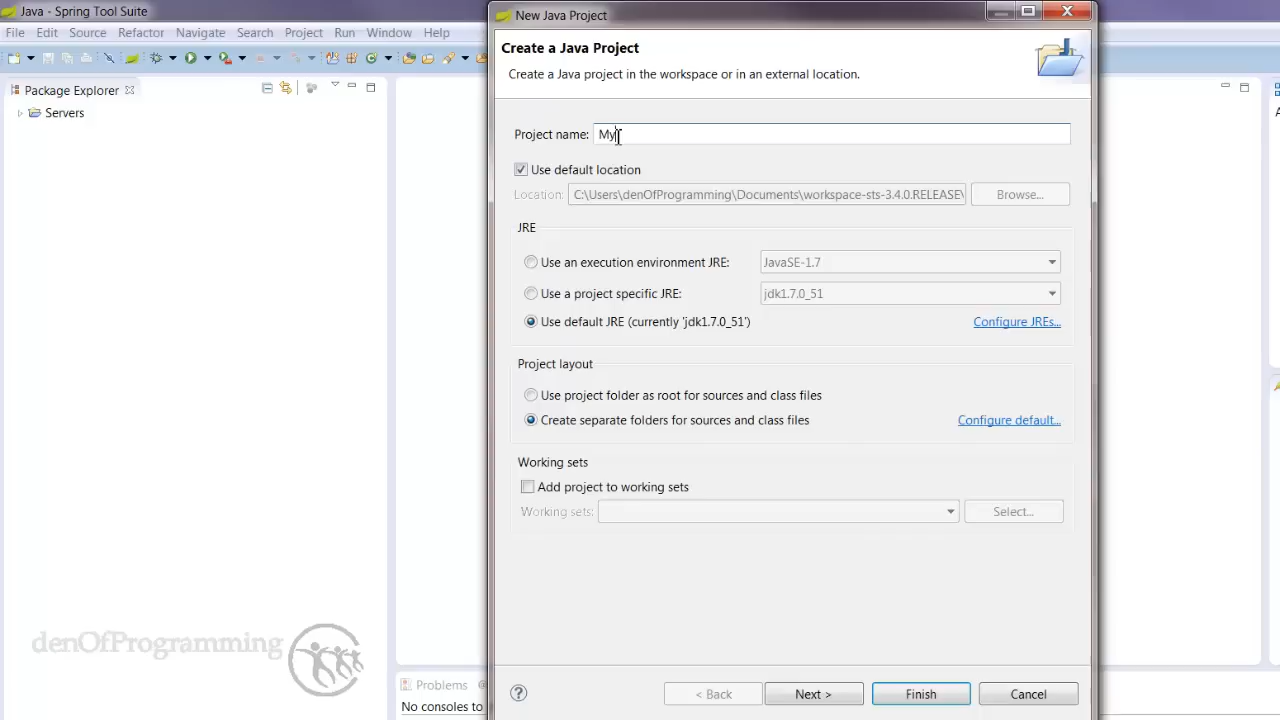 Java - Spring Tool Suite
File Edit Source Refactor Navigate Search Project Run Window Help
Package Explorer
Servers
New Java Project
Create a Java Project
Create a Java project in the workspace or in an external location.
Project name: My
Use default location
Location: C:\Users\denOfProgramming\Documents\workspace-sts-3.4.0.RELEASE\ Browse...
JRE
Use an execution environment JRE: JavaSE-1.7
Use a project specific JRE: jdk1.7.0_51
Use default JRE (currently 'jdk1.7.0_51') Configure JREs...
Project layout
Use project folder as root for sources and class files
Create separate folders for sources and class files Configure default...
Working sets
Add project to working sets
Working sets: Select...
< Back Next > Finish Cancel
denOfProgramming
Problems
No consoles to